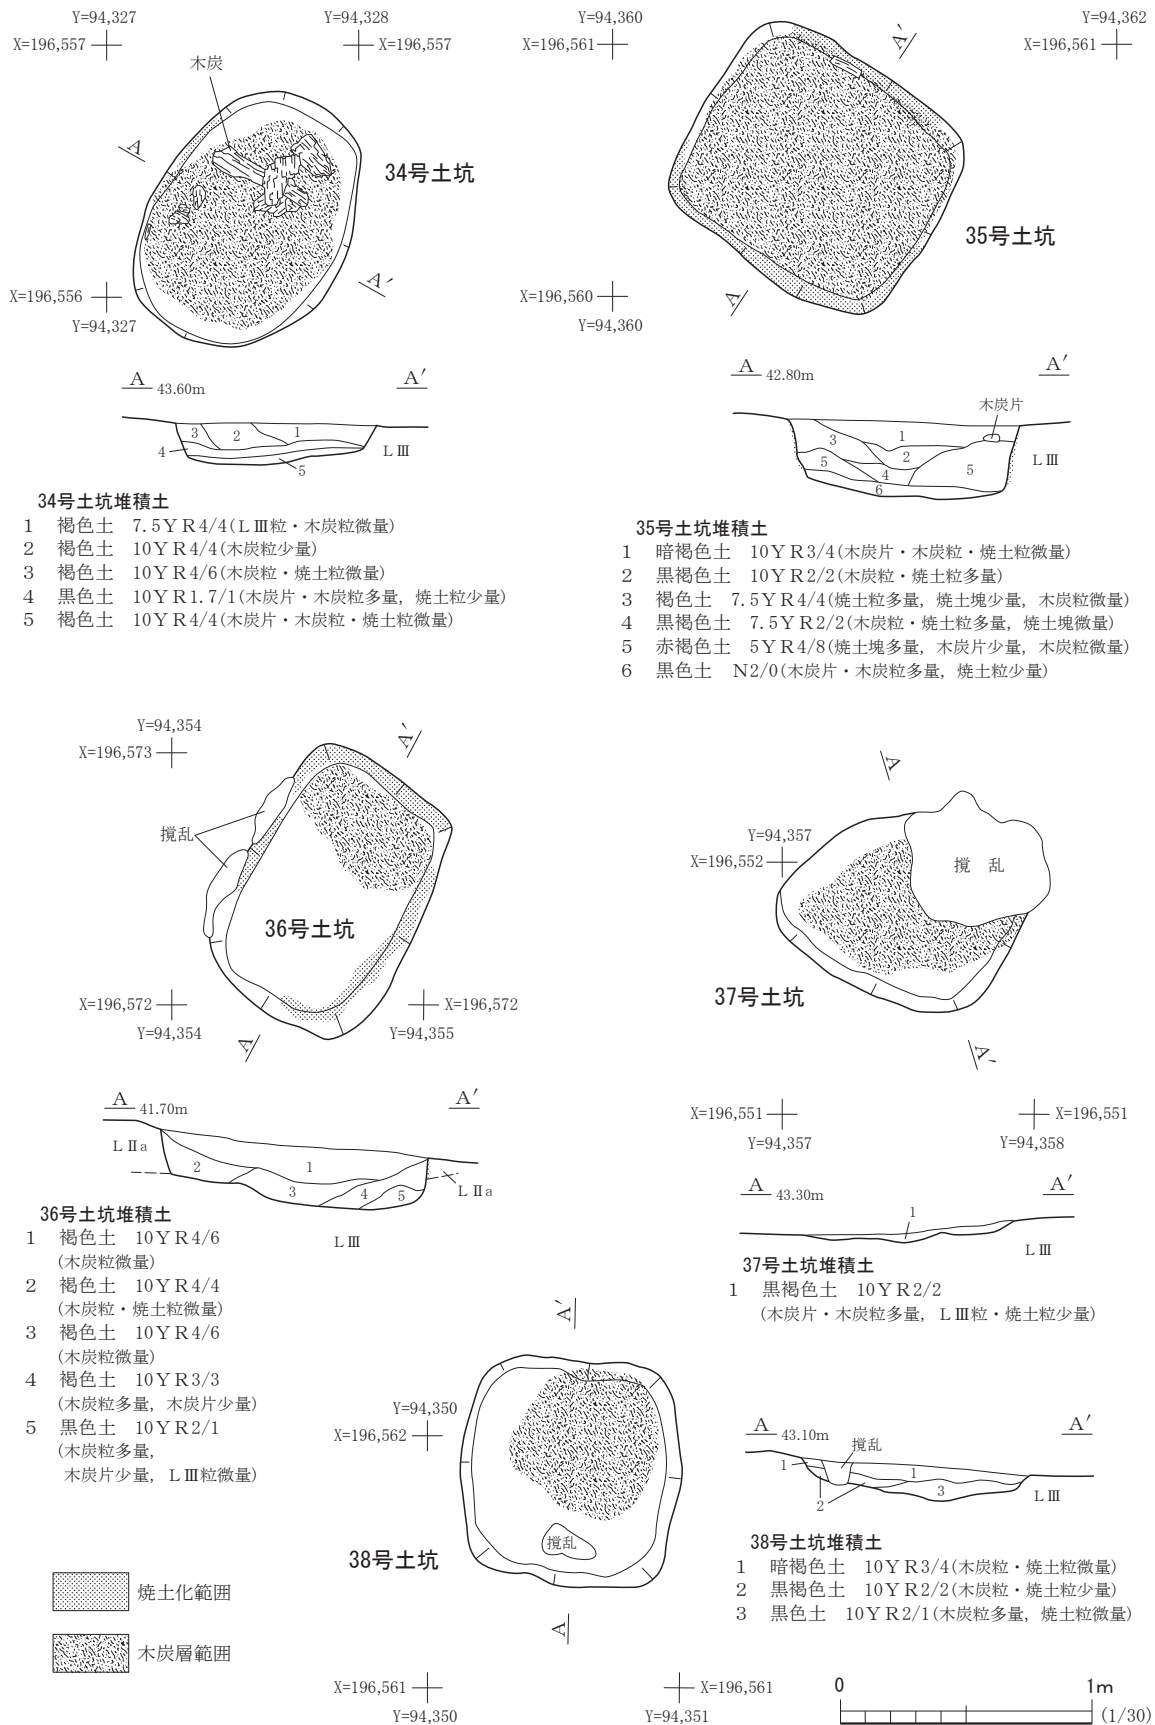 Y=94,327
X=196,557
Y=94,328
X=196,557
木炭
A
A′
34号土坑
X=196,556
Y=94,327
A 43.60m A′
3 2 1
4
5
LⅢ
34号土坑堆積土
1 褐色土 7.5YR4/4(LⅢ粒・木炭粒微量)
2 褐色土 10YR4/4(木炭粒少量)
3 褐色土 10YR4/6(木炭粒・焼土粒微量)
4 黒色土 10YR1.7/1(木炭片・木炭粒多量，焼土粒少量)
5 褐色土 10YR4/4(木炭片・木炭粒・焼土粒微量)
Y=94,360
X=196,561
Y=94,362
X=196,561
A′
35号土坑
X=196,560
Y=94,360
A
A 42.80m A′
木炭片
3 1
2
5 4 5
6
LⅢ
35号土坑堆積土
1 暗褐色土 10YR3/4(木炭片・木炭粒・焼土粒微量)
2 黒褐色土 10YR2/2(木炭粒・焼土粒多量)
3 褐色土 7.5YR4/4(焼土粒多量，焼土塊少量，木炭粒微量)
4 黒褐色土 7.5YR2/2(木炭粒・焼土粒多量，焼土塊微量)
5 赤褐色土 5YR4/8(焼土塊多量，木炭片少量，木炭粒微量)
6 黒色土 N2/0(木炭片・木炭粒多量，焼土粒少量)
Y=94,354
X=196,573
A′
撹乱
36号土坑
X=196,572
Y=94,354
X=196,572
Y=94,355
A
A 41.70m A′
LⅡa
2 1
3 4 5
LⅡa
LⅢ
36号土坑堆積土
1 褐色土 10YR4/6
(木炭粒微量)
2 褐色土 10YR4/4
(木炭粒・焼土粒微量)
3 褐色土 10YR4/6
(木炭粒微量)
4 褐色土 10YR3/3
(木炭粒多量，木炭片少量)
5 黒色土 10YR2/1
(木炭粒多量，
木炭片少量，LⅢ粒微量)
A
Y=94,357
X=196,552
撹 乱
37号土坑
A′
X=196,551
Y=94,357
X=196,551
Y=94,358
A 43.30m A′
1
LⅢ
37号土坑堆積土
1 黒褐色土 10YR2/2
(木炭片・木炭粒多量，LⅢ粒・焼土粒少量)
A′
Y=94,350
X=196,562
撹乱
38号土坑
A
X=196,561
Y=94,350
X=196,561
Y=94,351
A 43.10m A′
撹乱
1 1
2 3
LⅢ
38号土坑堆積土
1 暗褐色土 10YR3/4(木炭粒・焼土粒微量)
2 黒褐色土 10YR2/2(木炭粒・焼土粒少量)
3 黒色土 10YR2/1(木炭粒多量，焼土粒微量)
焼土化範囲
木炭層範囲
0 1m
(1/30)